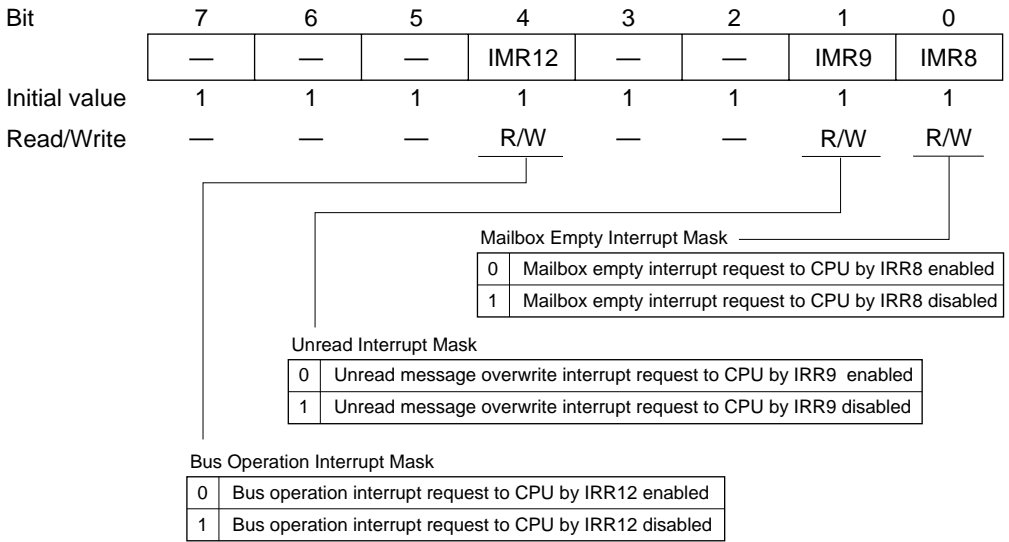 Bit 7 6 5 4 3 2 1 0
— — — IMR12 — — IMR9 IMR8
Initial value 1 1 1 1 1 1 1 1
Read/Write — — — R/W — — R/W R/W
Mailbox Empty Interrupt Mask
0 Mailbox empty interrupt request to CPU by IRR8 enabled
1 Mailbox empty interrupt request to CPU by IRR8 disabled
Unread Interrupt Mask
0 Unread message overwrite interrupt request to CPU by IRR9 enabled
1 Unread message overwrite interrupt request to CPU by IRR9 disabled
Bus Operation Interrupt Mask
0 Bus operation interrupt request to CPU by IRR12 enabled
1 Bus operation interrupt request to CPU by IRR12 disabled